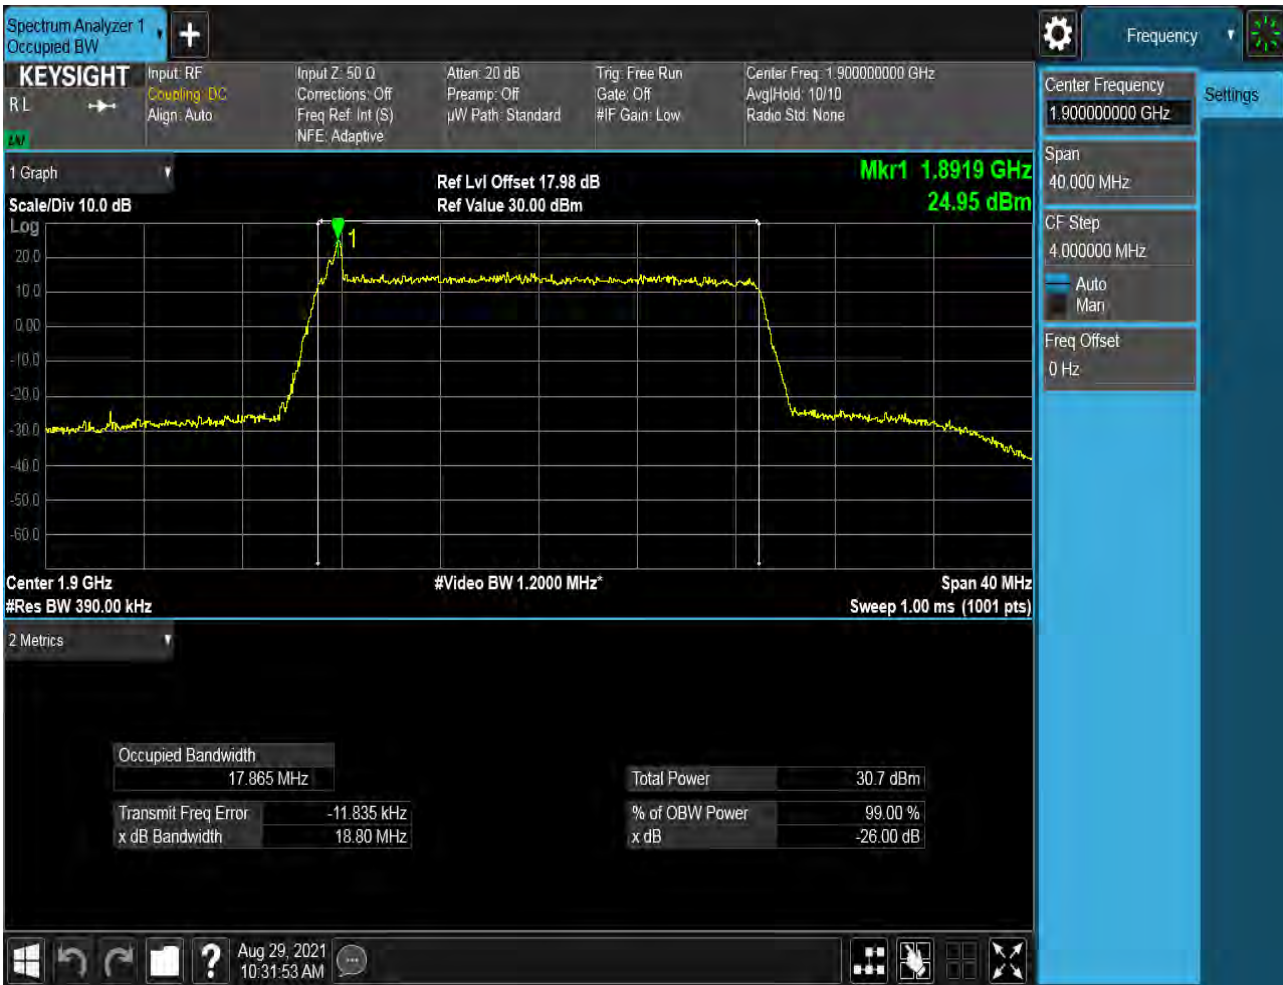 Spectrum Analyzer 1
Occupied BW
Frequency
KEYSIGHT
R L
Input: RF
Coupling: DC
Align: Auto
Input Z: 50 Ω
Corrections: Off
Freq Ref: Int (S)
NFE: Adaptive
Atten: 20 dB
Preamp: Off
µW Path: Standard
Trig: Free Run
Gate: Off
#IF Gain: Low
Center Freq: 1.900000000 GHz
Avg|Hold: 10/10
Radio Std: None
Center Frequency
1.900000000 GHz
Settings
Span
40.000 MHz
CF Step
4.000000 MHz
Auto
Man
Freq Offset
0 Hz
1 Graph
Scale/Div 10.0 dB
Ref Lvl Offset 17.98 dB
Ref Value 30.00 dBm
Mkr1 1.8919 GHz
24.95 dBm
Log
1
20.0
10.0
0.00
-10.0
-20.0
-30.0
-40.0
-50.0
-60.0
Center 1.9 GHz
#Video BW 1.2000 MHz*
Span 40 MHz
#Res BW 390.00 kHz
Sweep 1.00 ms (1001 pts)
2 Metrics
Occupied Bandwidth
17.865 MHz
Total Power 30.7 dBm
Transmit Freq Error -11.835 kHz
% of OBW Power 99.00 %
x dB Bandwidth 18.80 MHz
x dB -26.00 dB
Aug 29, 2021
10:31:53 AM